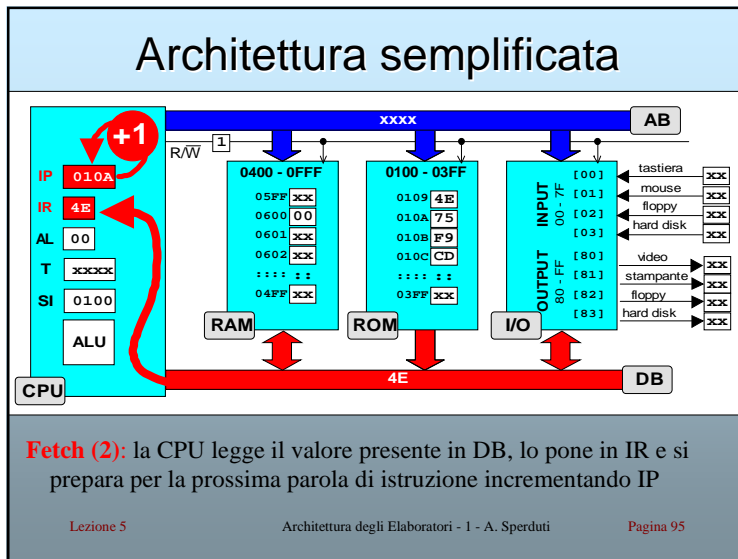 Architettura semplificata
xxxx
AB
+1
R/W
1
IP 010A
IR 4E
AL 00
T xxxx
SI 0100
ALU
CPU
0400 - 0FFF
05FF xx
0600 00
0601 xx
0602 xx
:::: ::
04FF xx
RAM
0100 - 03FF
0109 4E
010A 75
010B F9
010C CD
:::: ::
03FF xx
ROM
INPUT
00 - 7F
OUTPUT
80 - FF
[00] tastiera xx
[01] mouse xx
[02] floppy xx
[03] hard disk xx
[80] video xx
[81] stampante xx
[82] floppy xx
[83] hard disk xx
I/O
4E
DB
Fetch (2): la CPU legge il valore presente in DB, lo pone in IR e si
prepara per la prossima parola di istruzione incrementando IP
Lezione 5 Architettura degli Elaboratori - 1 - A. Sperduti Pagina 95